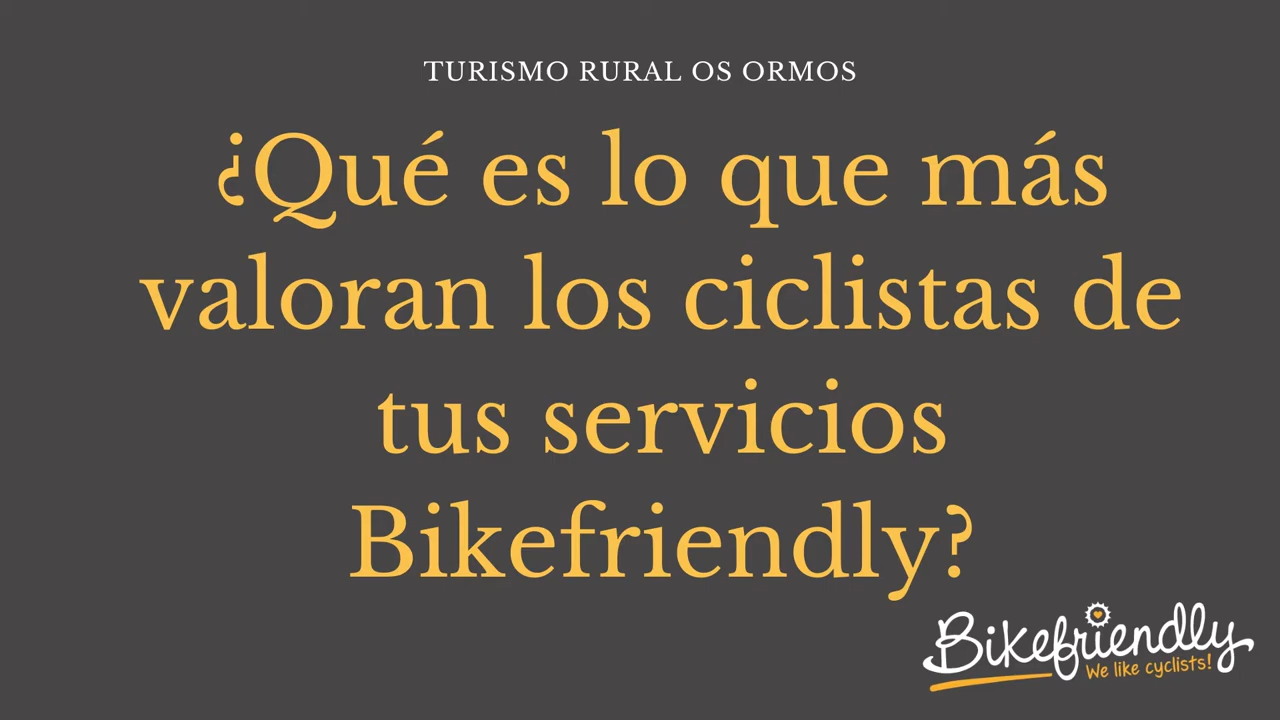 TURISMO RURAL OS ORMOS
¿Qué es lo que más
valoran los ciclistas de
tus servicios
Bikefriendly?
Bikefriendly
We like cyclists!